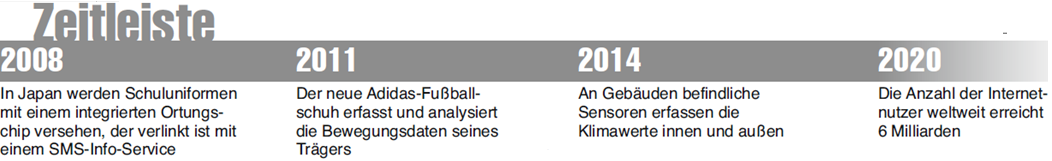 Zeitleiste
2008
In Japan werden Schuluniformen
mit einem integrierten Ortungs-
chip versehen, der verlinkt ist mit
einem SMS-Info-Service
2011
Der neue Adidas-Fußball-
schuh erfasst und analysiert
die Bewegungsdaten seines
Trägers
2014
An Gebäuden befindliche
Sensoren erfassen die
Klimawerte innen und außen
2020
Die Anzahl der Internet-
nutzer weltweit erreicht
6 Milliarden